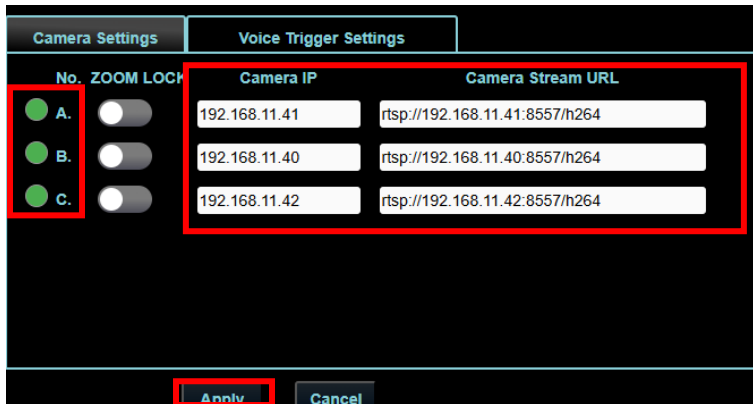 Camera Settings Voice Trigger Settings
No. ZOOM LOCK Camera IP Camera Stream URL
A. 192.168.11.41 rtsp://192.168.11.41:8557/h264
B. 192.168.11.40 rtsp://192.168.11.40:8557/h264
C. 192.168.11.42 rtsp://192.168.11.42:8557/h264
Apply Cancel